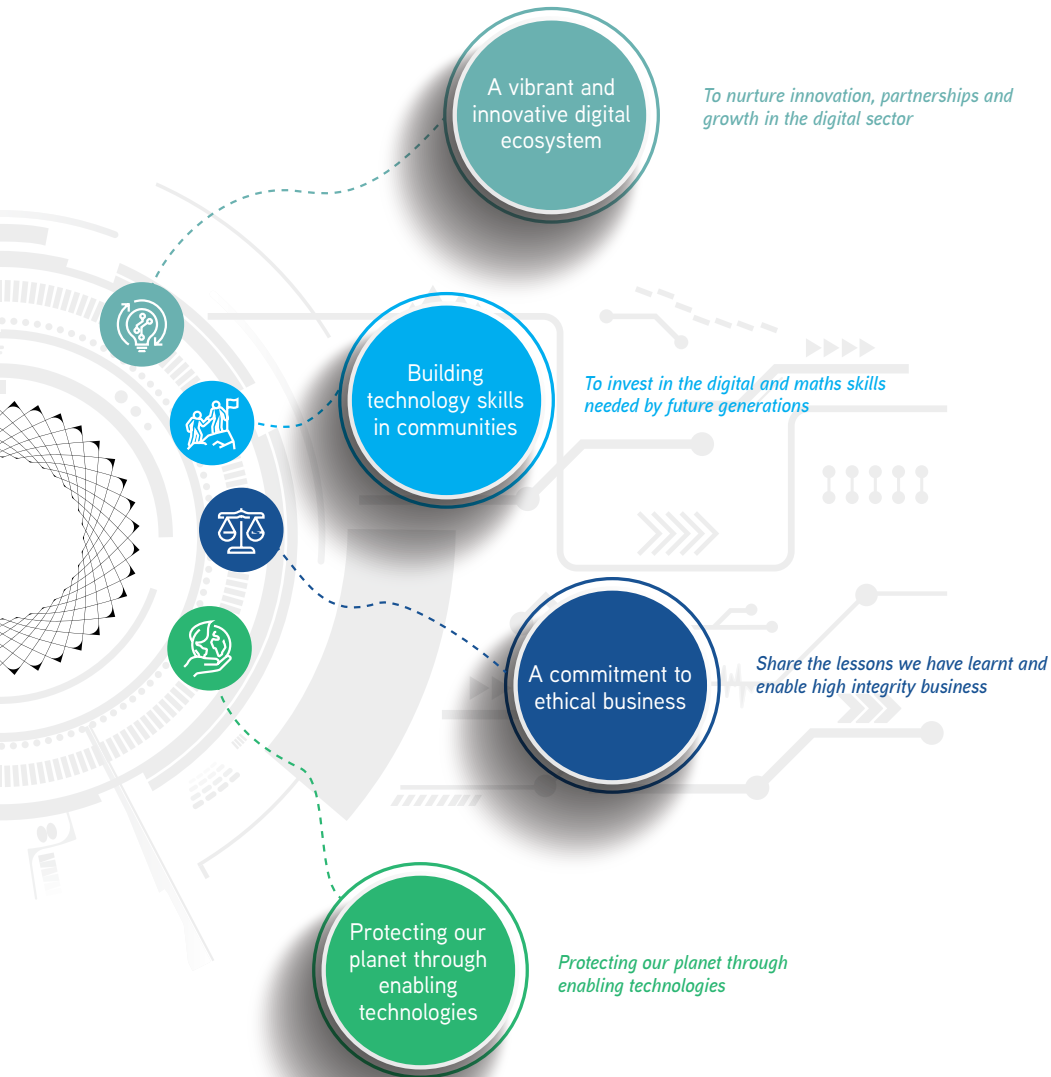 A vibrant and
innovative digital
ecosystem
To nurture innovation, partnerships and
growth in the digital sector
Building
technology skills
in communities
To invest in the digital and maths skills
needed by future generations
A commitment to
ethical business
Share the lessons we have learnt and
enable high integrity business
Protecting our
planet through
enabling
technologies
Protecting our planet through
enabling technologies